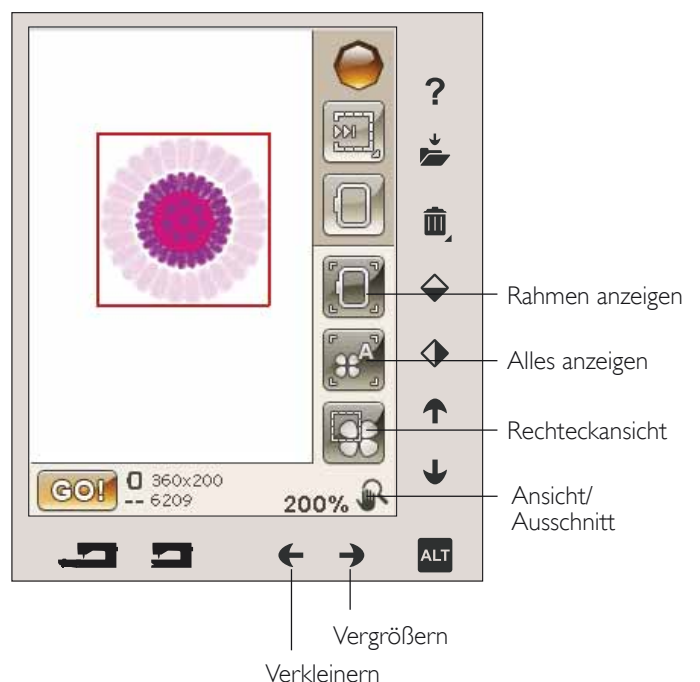 ?
Rahmen anzeigen
A
Alles anzeigen
Rechteckansicht
GO!
360x200
6209
200%
Ansicht/
Ausschnitt
ALT
Vergrößern
Verkleinern